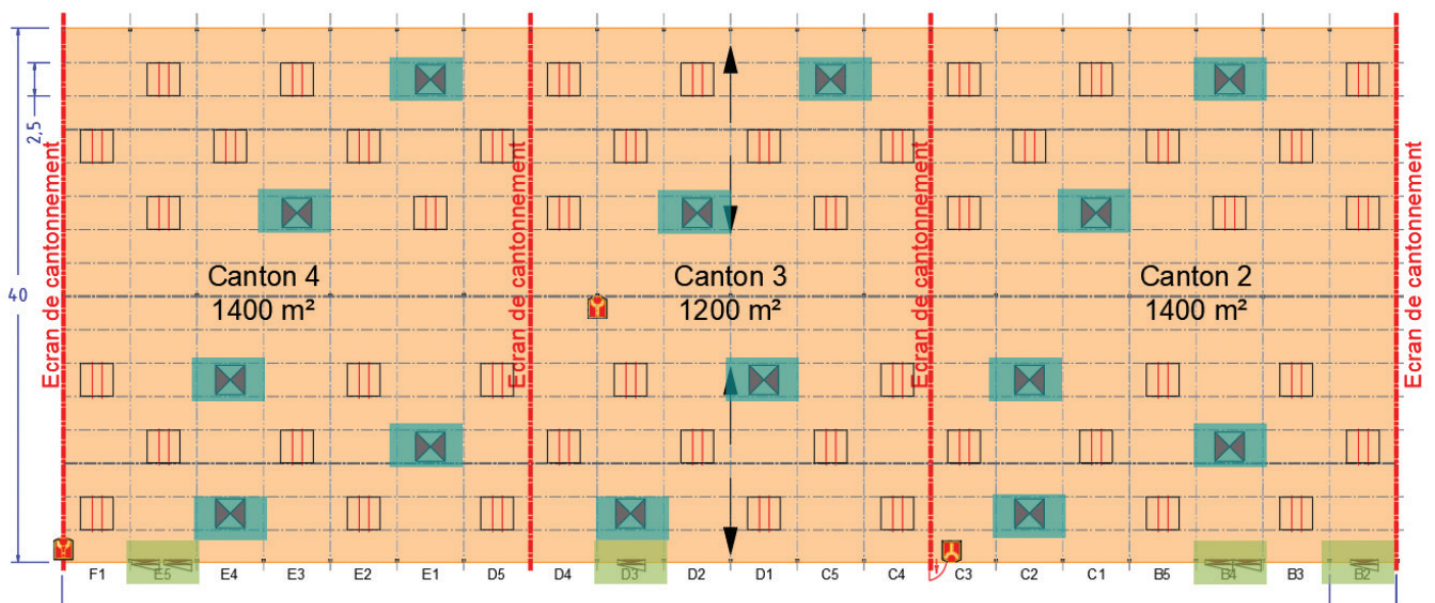 2,5
40
Ecran de cantonnement
Canton 4
1400 m²
Ecran de cantonnement
Canton 3
1200 m²
Ecran de cantonnement
Canton 2
1400 m²
Ecran de cantonnement
F1 E5 E4 E3 E2 E1 D5 D4 D3 D2 D1 C5 C4 C3 C2 C1 B5 B4 B3 B2